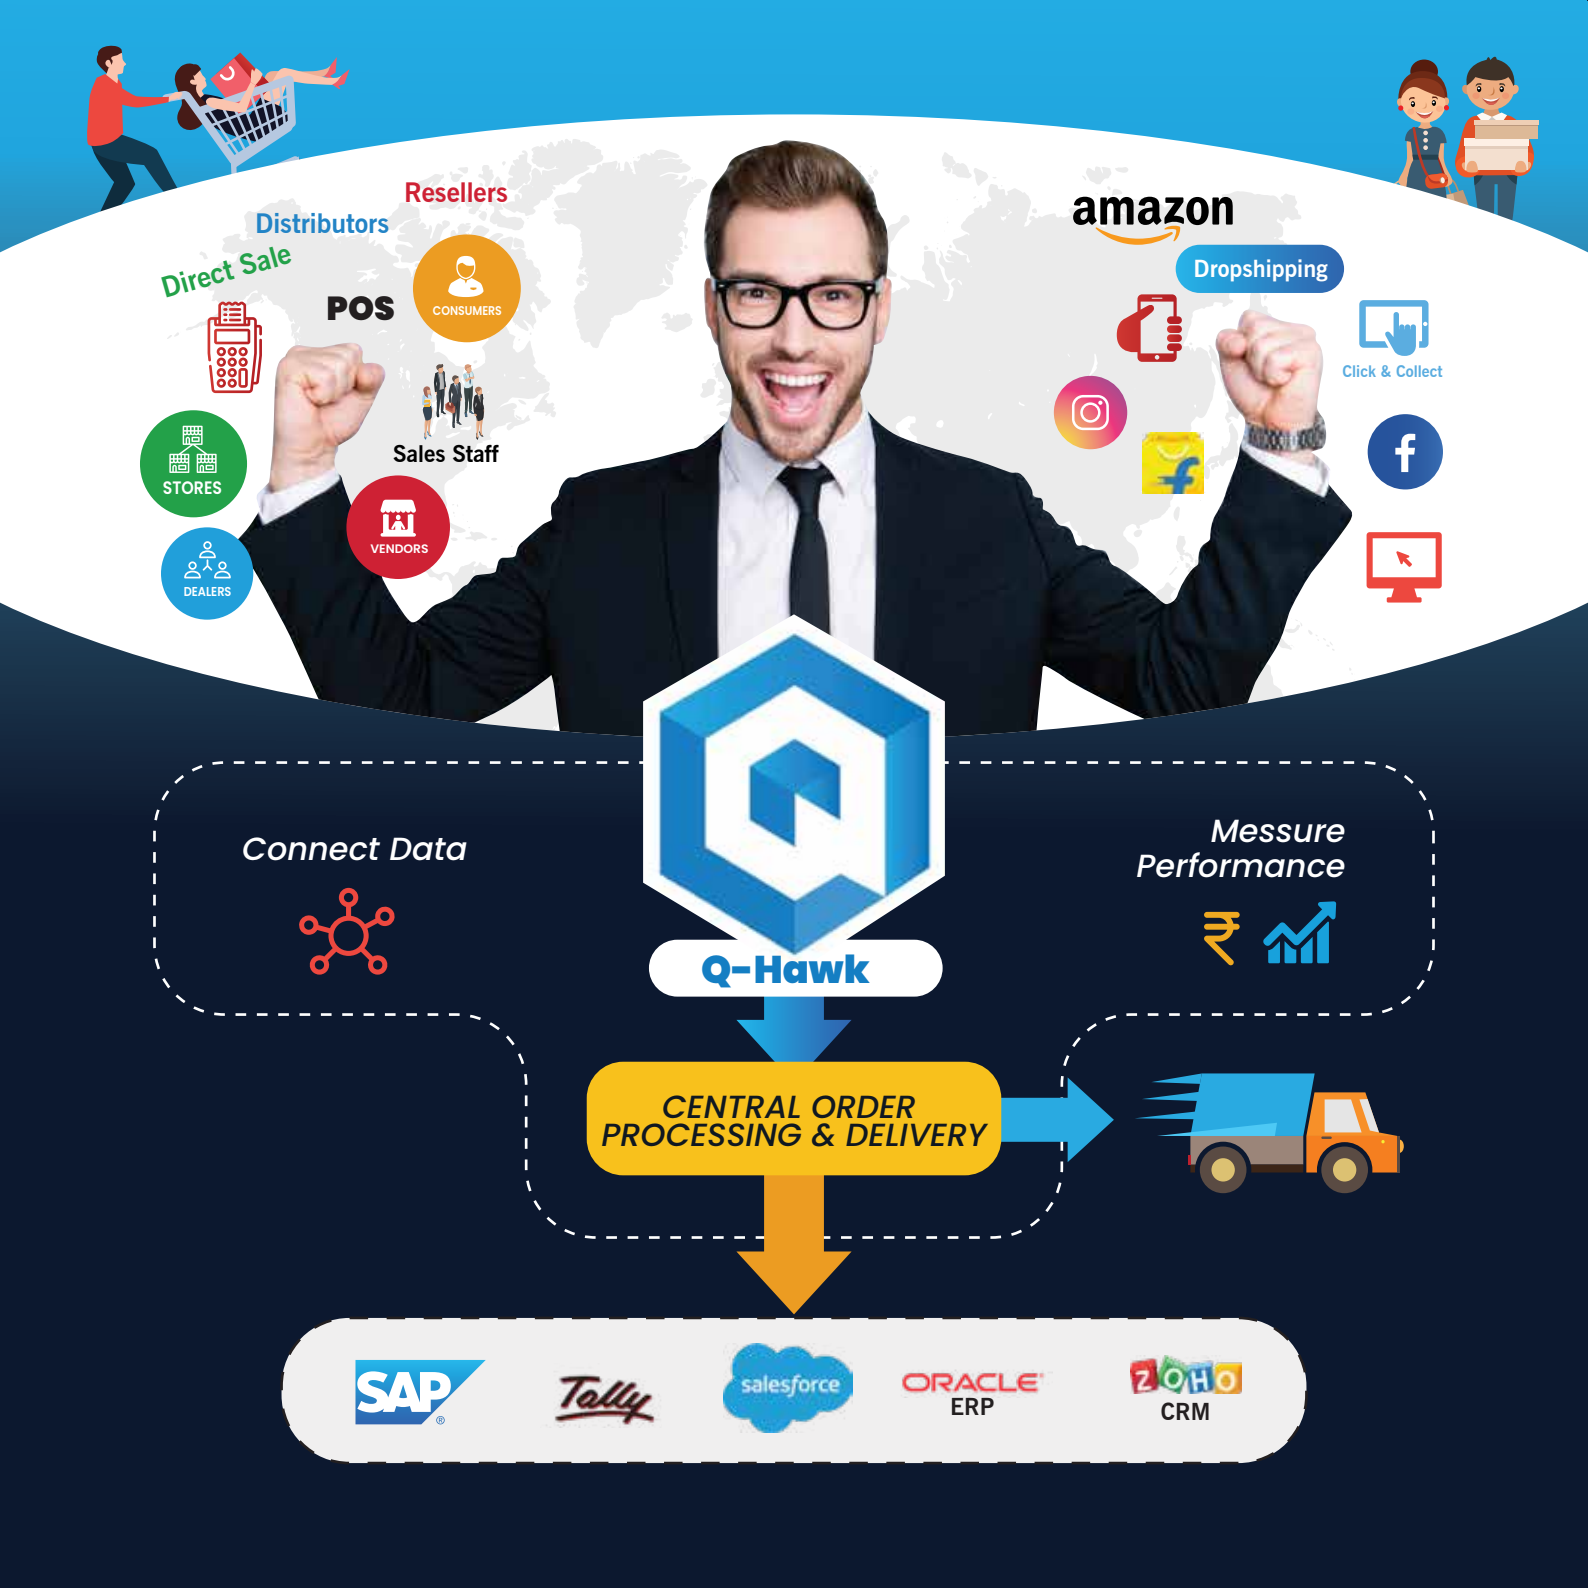 Resellers
Distributors
Direct Sale
POS
CONSUMERS
Sales Staff
STORES
VENDORS
DEALERS
amazon
Dropshipping
Click & Collect
Connect Data
Messure
Performance
Q-Hawk
CENTRAL ORDER
PROCESSING & DELIVERY
SAP®
Tally
salesforce
ORACLE
ERP
ZOHO
CRM